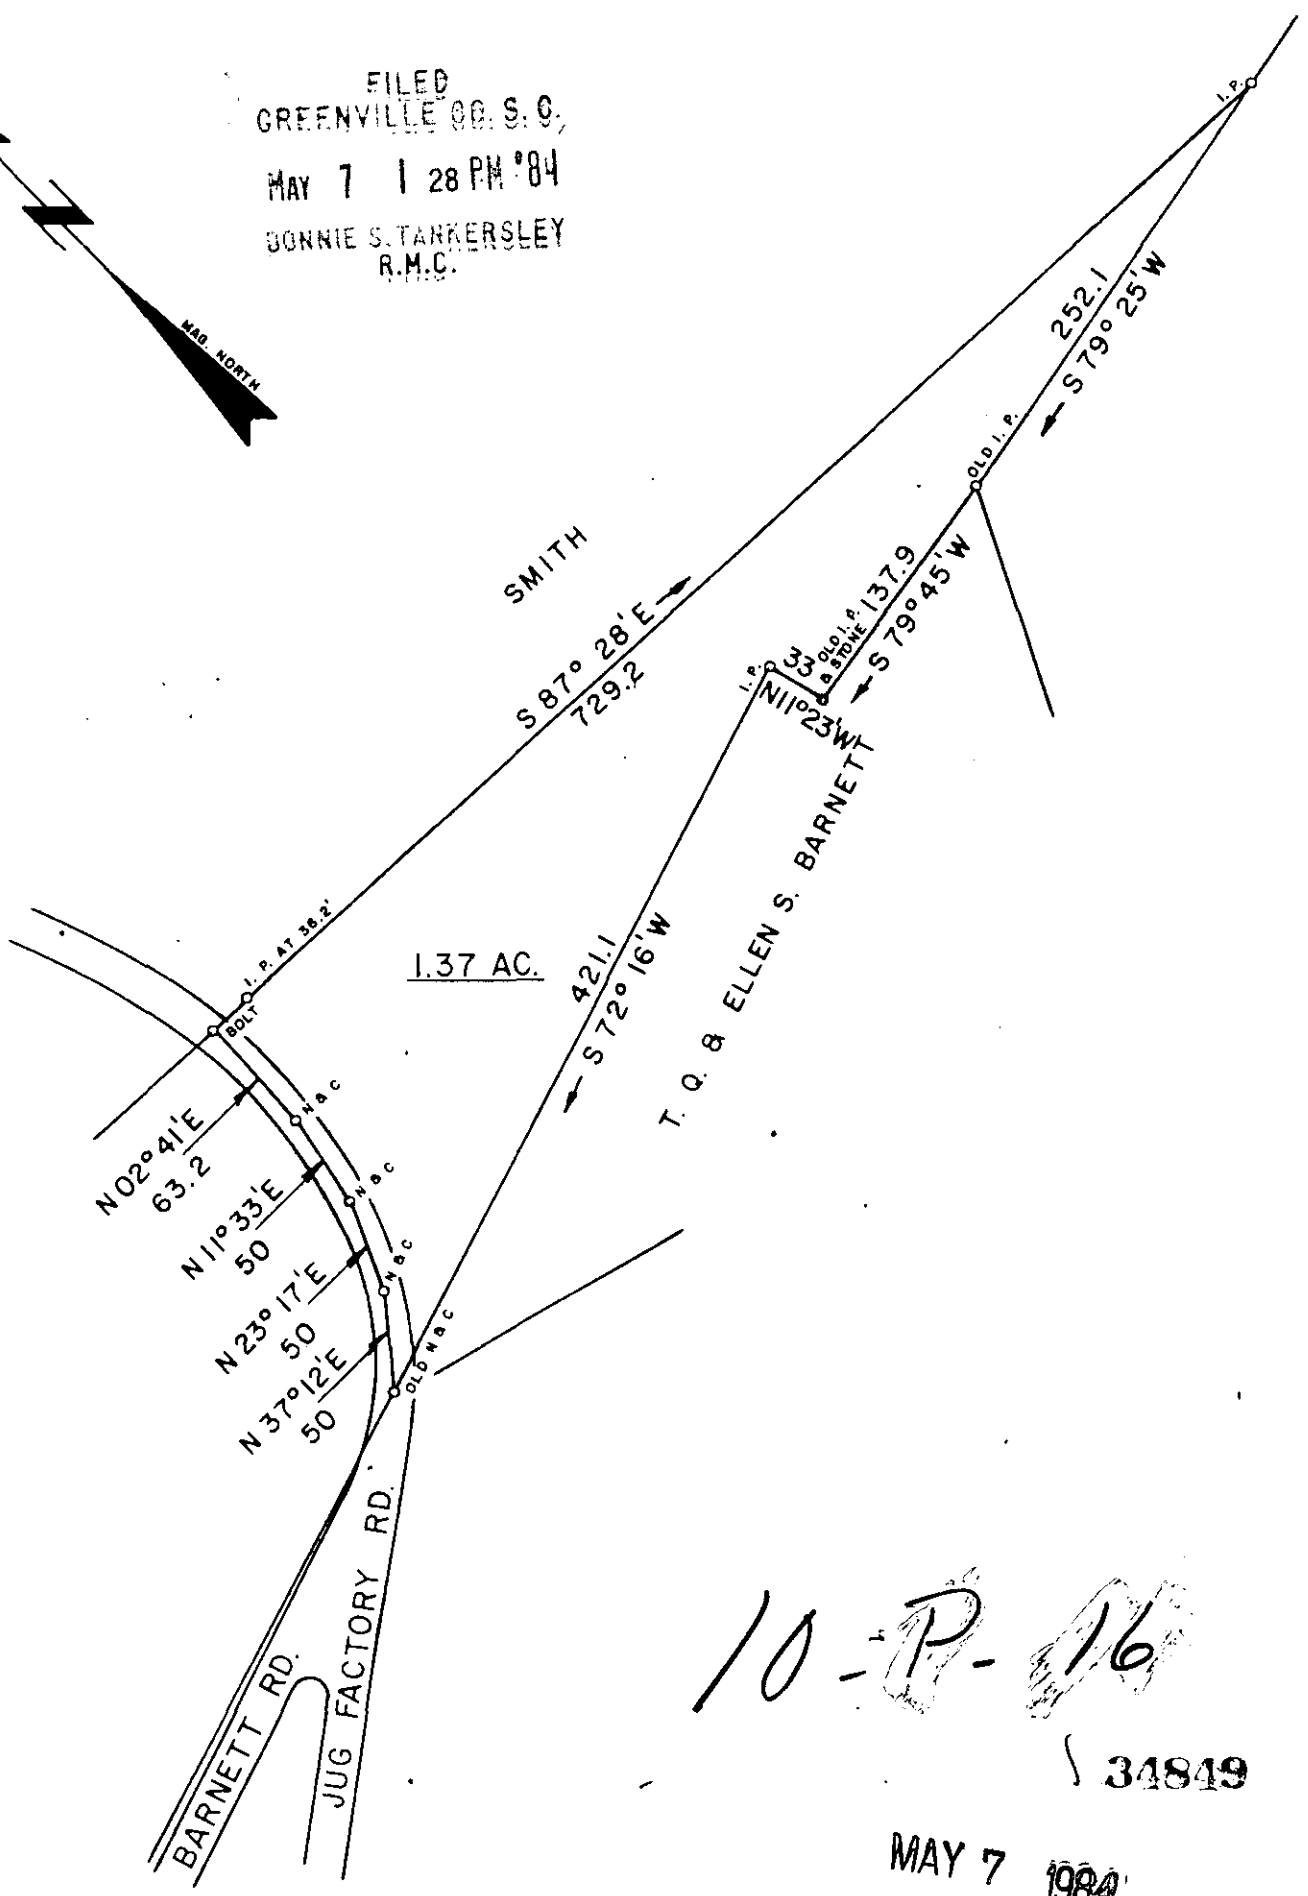 FILED
GREENVILLE CO. S. C.
MAY 7 1 28 PM '84
DONNIE S. TANKERSLEY
R.M.C.
MAG. NORTH
I. P.
252.1
S 79° 25' W
OLD I. P.
SMITH
137.9
S 79° 45' W
OLD I. P.
& STONE
S 87° 28' E
729.2
I. P.
33
N 11° 23' W
T. Q. & ELLEN S. BARNETT
I. P. AT 36.2'
BOLT
1.37 AC.
421.1
S 72° 16' W
N & C
N 02° 41' E
63.2
N & C
N 11° 33' E
50
N & C
N 23° 17' E
50
OLD N & C
N 37° 12' E
50
BARNETT RD.
JUG FACTORY RD.
10 - P - 16
34849
MAY 7 1984